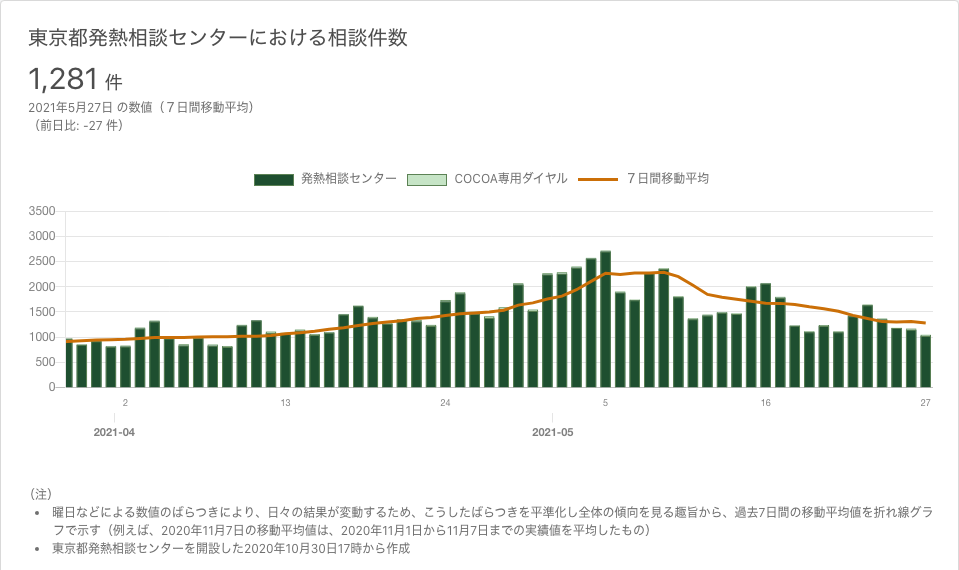 東京都発熱相談センターにおける相談件数
1,281 件
2021年5月27日 の数値（７日間移動平均）
（前日比: -27 件）
発熱相談センター COCOA専用ダイヤル ７日間移動平均
3500
3000
2500
2000
1500
1000
500
0
2 13 24 5 16 27
2021-04 2021-05
（注）
• 曜日などによる数値のばらつきにより、日々の結果が変動するため、こうしたばらつきを平準化し全体の傾向を見る趣旨から、過去7日間の移動平均値を折れ線グラ
フで示す（例えば、2020年11月7日の移動平均値は、2020年11月1日から11月7日までの実績値を平均したもの）
• 東京都発熱相談センターを開設した2020年10月30日17時から作成